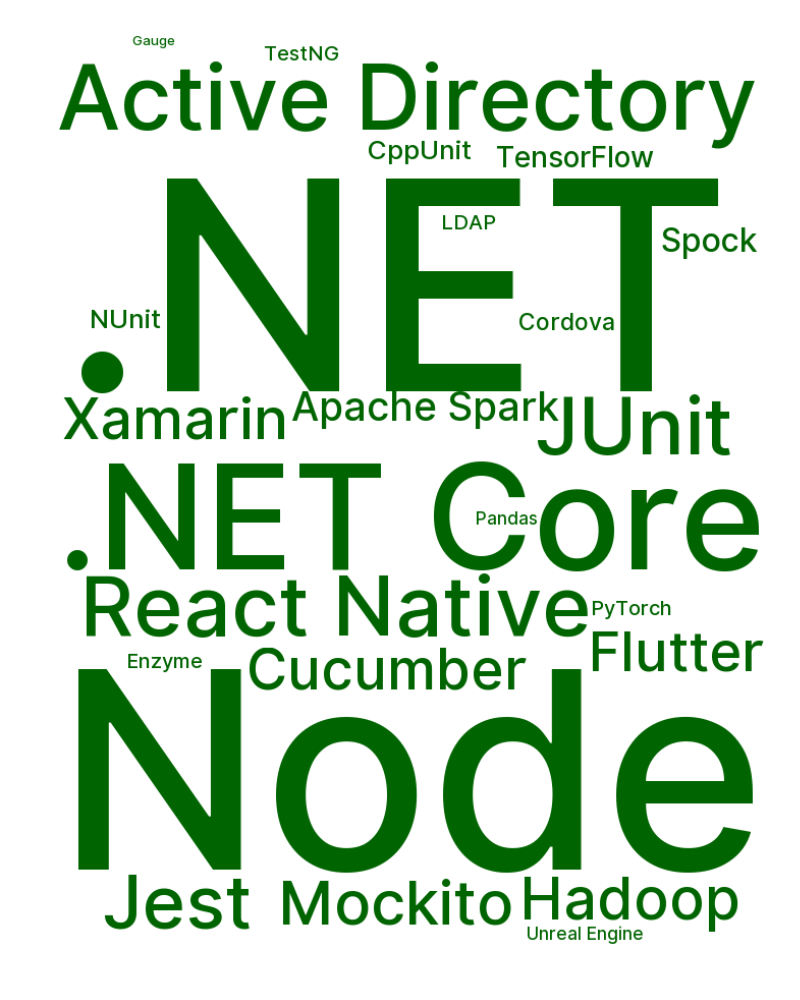 Gauge
TestNG
Active Directory
CppUnit
TensorFlow
.NET
LDAP
Spock
NUnit
Cordova
Xamarin
Apache Spark
JUnit
.NET Core
Pandas
React Native
PyTorch
Flutter
Enzyme
Cucumber
Node
Jest
Mockito
Hadoop
Unreal Engine